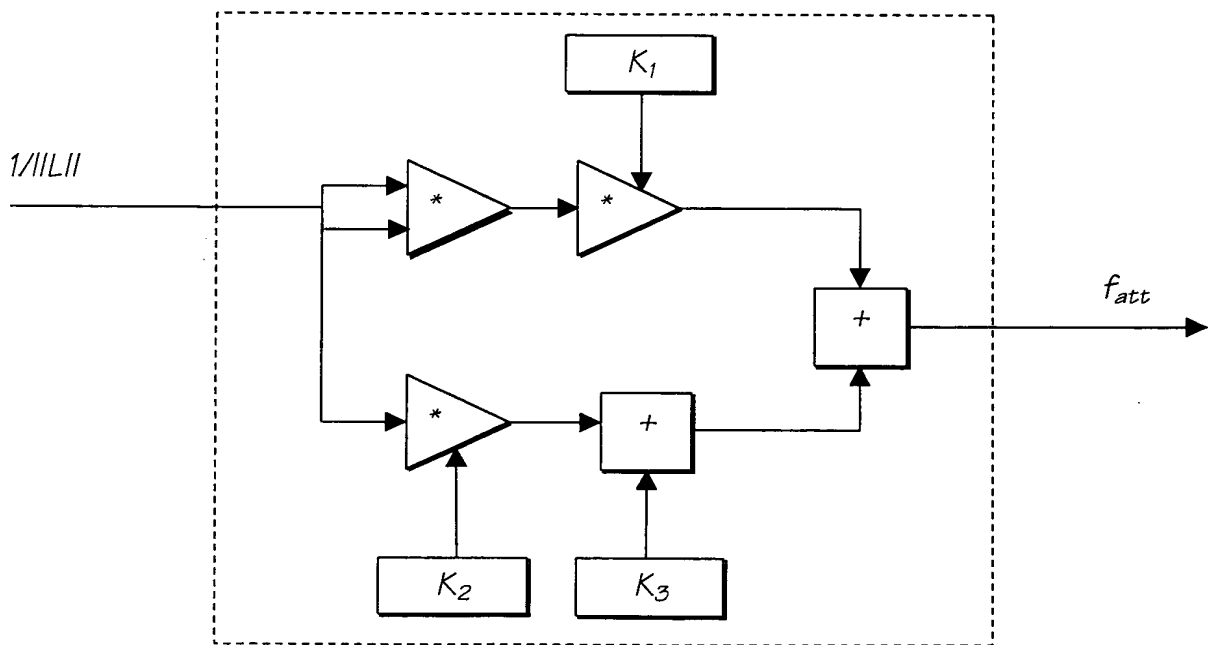 K₁
1/||L||
*
*
+
f_att
*
+
K₂
K₃